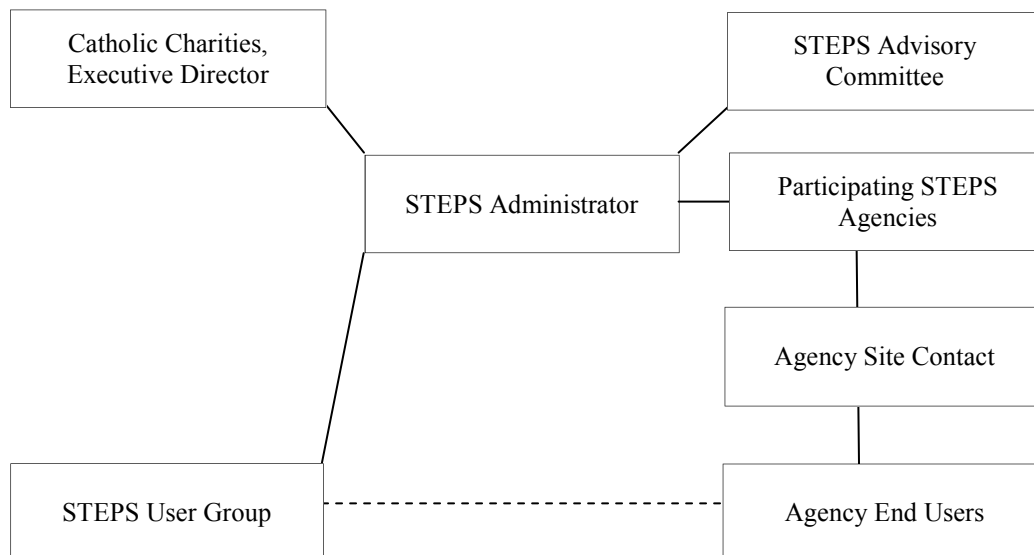 Catholic Charities,
Executive Director
STEPS Advisory
Committee
STEPS Administrator
Participating STEPS
Agencies
Agency Site Contact
STEPS User Group
Agency End Users